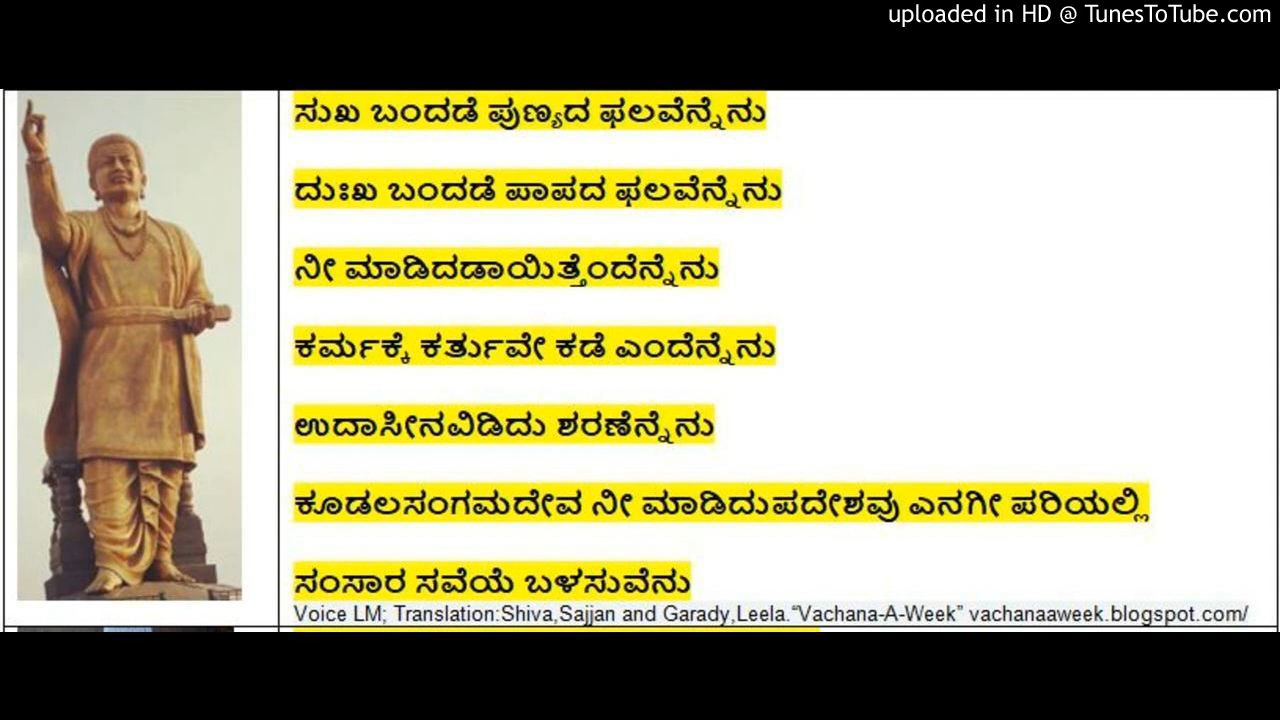 uploaded in HD @ TunesToTube.com
ಸುಖ ಬಂದಡೆ ಪುಣ್ಯದ ಫಲವೆನ್ನೆನು
ದುಃಖ ಬಂದಡೆ ಪಾಪದ ಫಲವೆನ್ನೆನು
ನೀ ಮಾಡಿದಡಾಯಿತ್ತೆಂದೆನ್ನೆನು
ಕರ್ಮಕ್ಕೆ ಕರ್ತುವೇ ಕಡೆ ಎಂದೆನ್ನೆನು
ಉದಾಸೀನವಿಡಿದು ಶರಣೆನ್ನೆನು
ಕೂಡಲಸಂಗಮದೇವ ನೀ ಮಾಡಿದುಪದೇಶವು ಎನಗೀ ಪರಿಯಲ್ಲಿ
ಸಂಸಾರ ಸವೆಯೆ ಬಳಸುವೆನು
Voice LM; Translation:Shiva,Sajjan and Garady,Leela.“Vachana-A-Week” vachanaaweek.blogspot.com/